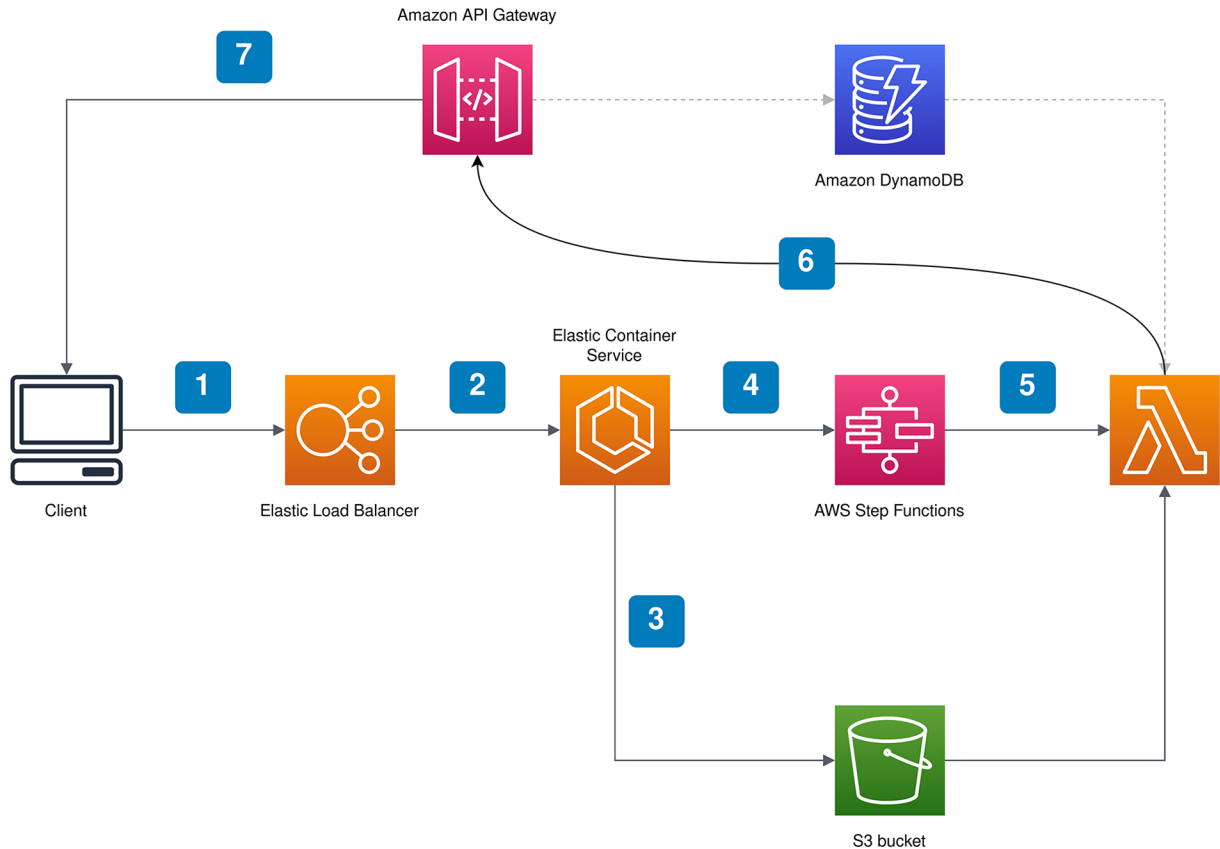 Amazon API Gateway
7
</>
Amazon DynamoDB
6
Elastic Container
Service
1
2
4
5
Client
Elastic Load Balancer
AWS Step Functions
3
S3 bucket